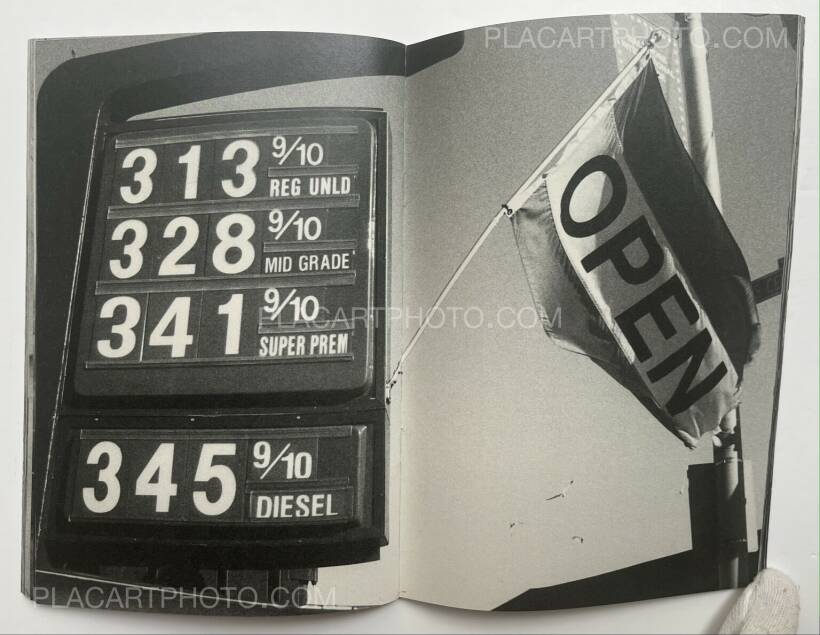 PLACARTPHOTO.COM
313 9/10
REG UNLD
328 9/10
MID GRADE
341 9/10
SUPER PREM
345 9/10
DIESEL
OPEN
PLACARTPHOTO.COM
PLACARTPHOTO.COM